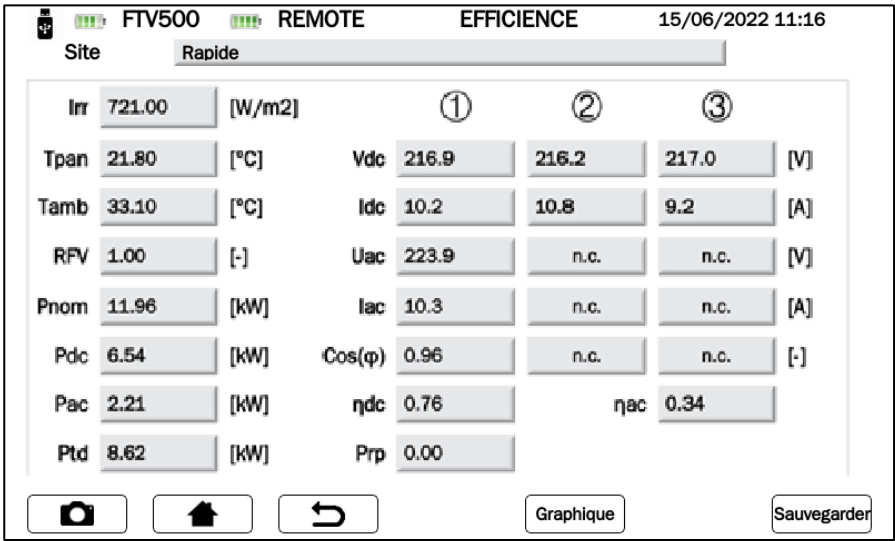 FTV500 REMOTE EFFICIENCE 15/06/2022 11:16
Site Rapide
Irr 721.00 [W/m2] ① ② ③
Tpan 21.80 [°C] Vdc 216.9 216.2 217.0 [V]
Tamb 33.10 [°C] Idc 10.2 10.8 9.2 [A]
RFV 1.00 [-] Uac 223.9 n.c. n.c. [V]
Pnom 11.96 [kW] Iac 10.3 n.c. n.c. [A]
Pdc 6.54 [kW] Cos(φ) 0.96 n.c. n.c. [-]
Pac 2.21 [kW] ηdc 0.76 ηac 0.34
Ptd 8.62 [kW] Prp 0.00
Graphique Sauvegarder